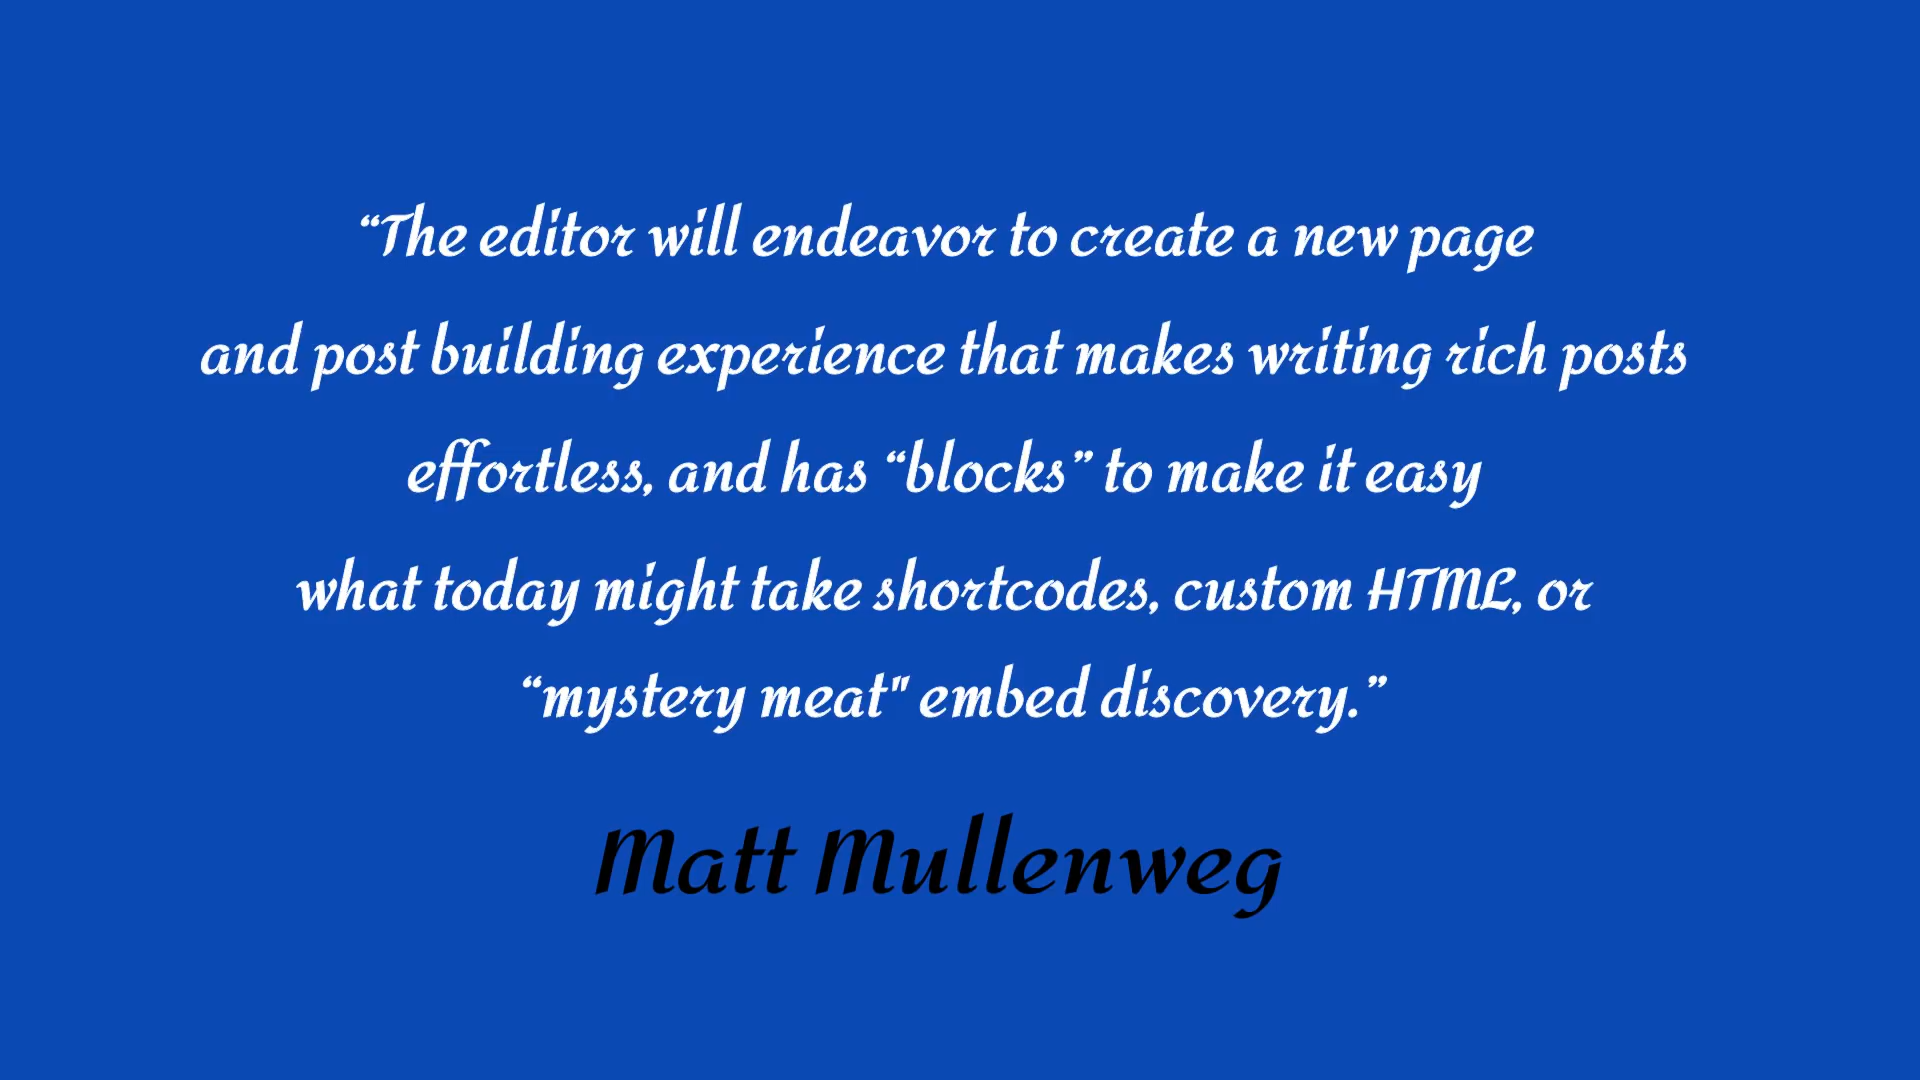 “The editor will endeavor to create a new page
and post building experience that makes writing rich posts
effortless, and has “blocks” to make it easy
what today might take shortcodes, custom HTML, or
“mystery meat" embed discovery.”
Matt Mullenweg